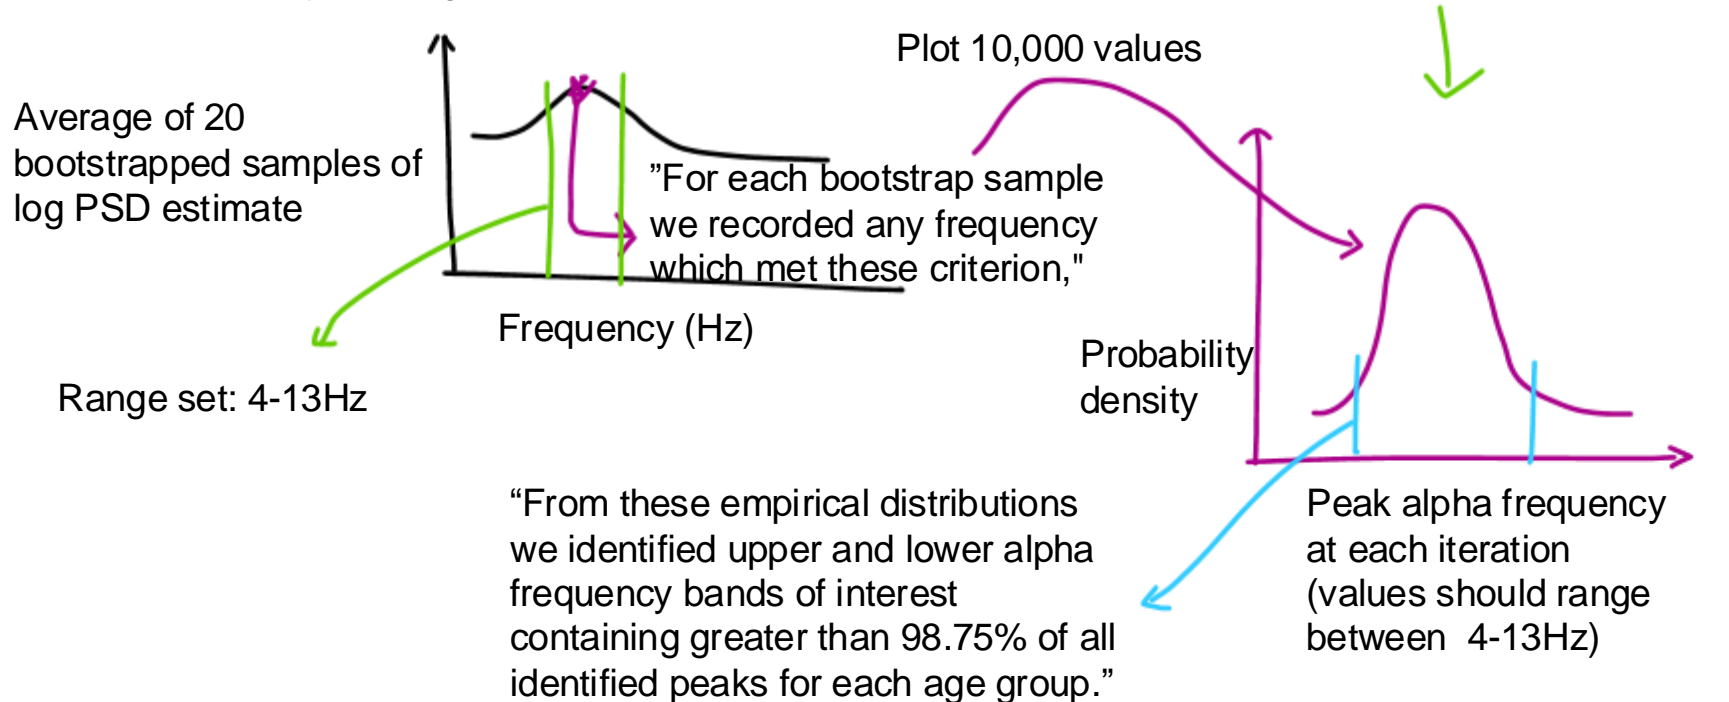 Plot 10,000 values
Average of 20
bootstrapped samples of
log PSD estimate
”For each bootstrap sample
we recorded any frequency
which met these criterion,"
Frequency (Hz)
Range set: 4-13Hz
Probability
density
“From these empirical distributions
we identified upper and lower alpha
frequency bands of interest
containing greater than 98.75% of all
identified peaks for each age group.”
Peak alpha frequency
at each iteration
(values should range
between  4-13Hz)